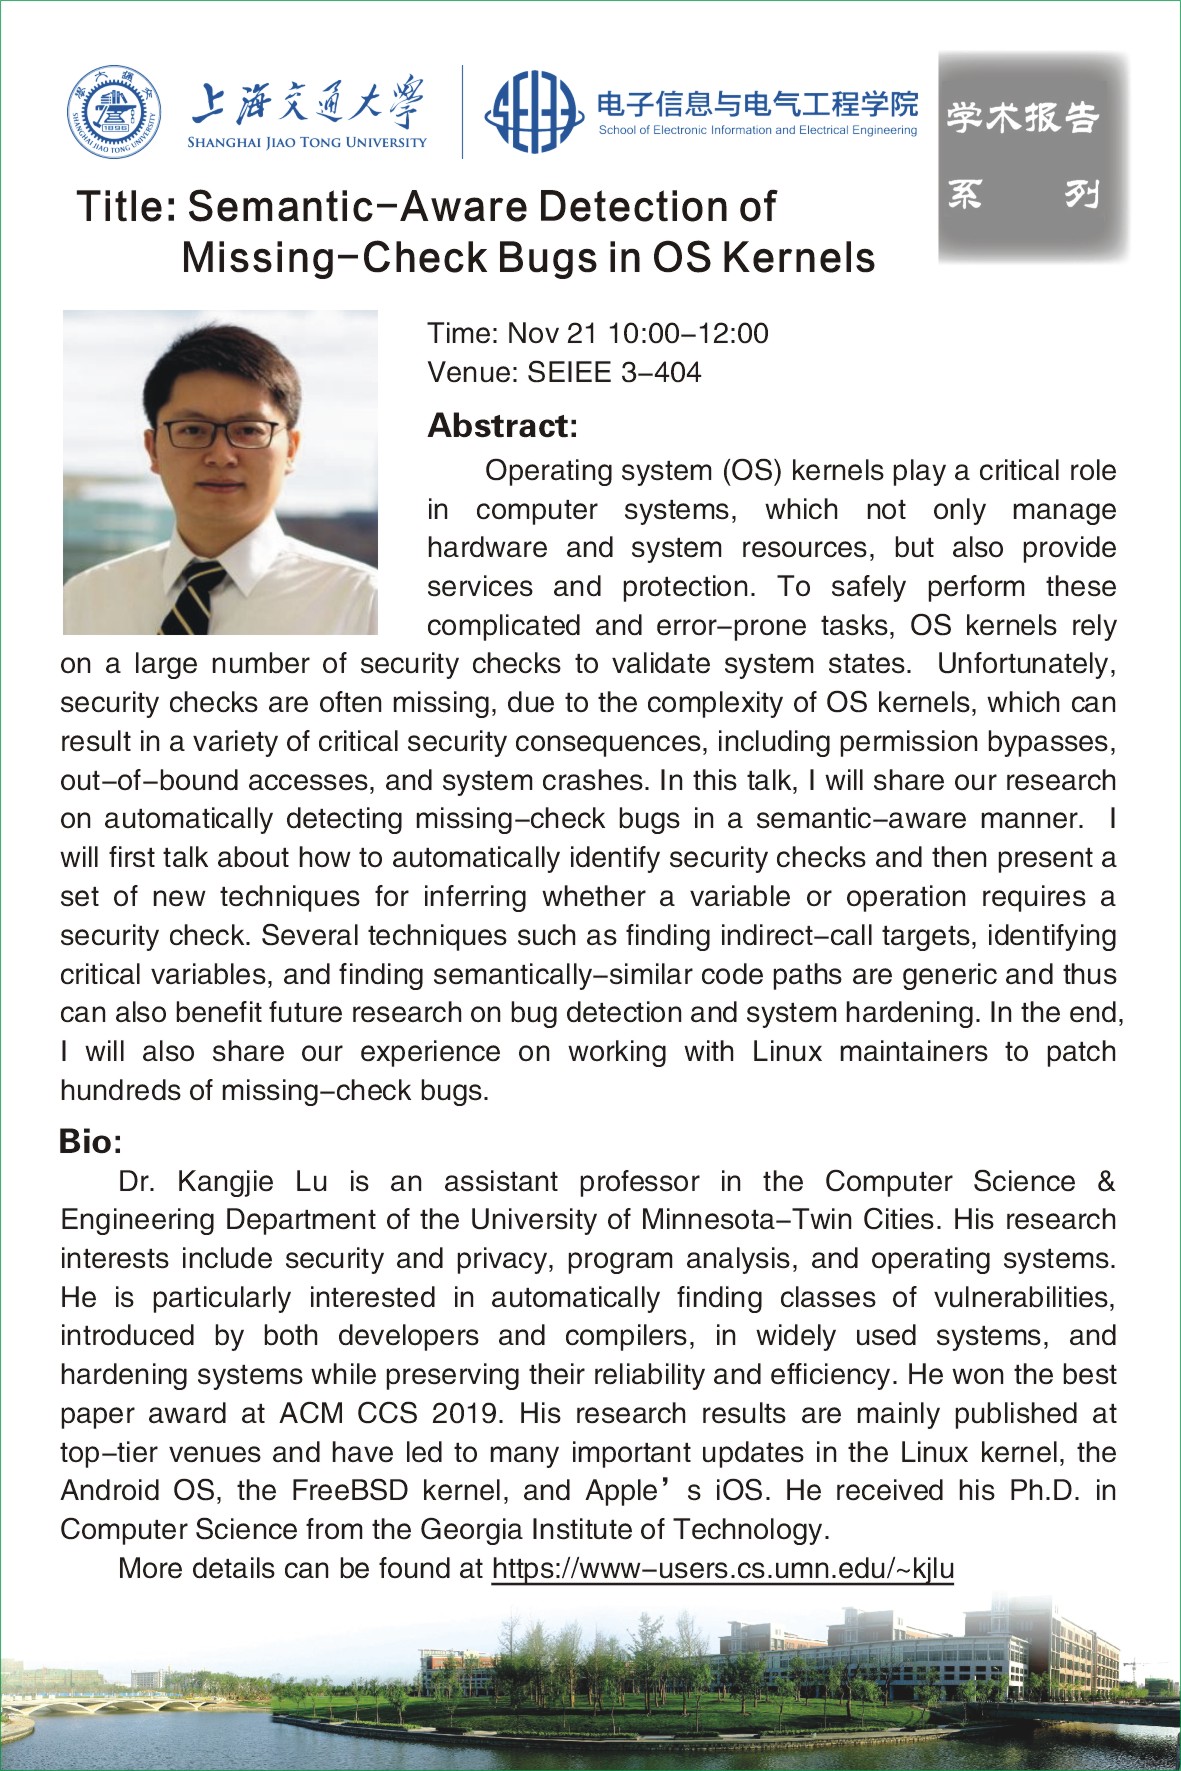 上海交通大学
SHANGHAI JIAO TONG UNIVERSITY
SHANGHAI JIAO TONG UNIVERSITY
1896
SEIEE
电子信息与电气工程学院
School of Electronic Information and Electrical Engineering
学术报告
系 列
Title: Semantic-Aware Detection of
Missing-Check Bugs in OS Kernels
Time: Nov 21 10:00-12:00
Venue: SEIEE 3-404
Abstract:
Operating system (OS) kernels play a critical role
in computer systems, which not only manage
hardware and system resources, but also provide
services and protection. To safely perform these
complicated and error-prone tasks, OS kernels rely
on a large number of security checks to validate system states. Unfortunately,
security checks are often missing, due to the complexity of OS kernels, which can
result in a variety of critical security consequences, including permission bypasses,
out-of-bound accesses, and system crashes. In this talk, I will share our research
on automatically detecting missing-check bugs in a semantic-aware manner. I
will first talk about how to automatically identify security checks and then present a
set of new techniques for inferring whether a variable or operation requires a
security check. Several techniques such as finding indirect-call targets, identifying
critical variables, and finding semantically-similar code paths are generic and thus
can also benefit future research on bug detection and system hardening. In the end,
I will also share our experience on working with Linux maintainers to patch
hundreds of missing-check bugs.
Bio:
Dr. Kangjie Lu is an assistant professor in the Computer Science &
Engineering Department of the University of Minnesota-Twin Cities. His research
interests include security and privacy, program analysis, and operating systems.
He is particularly interested in automatically finding classes of vulnerabilities,
introduced by both developers and compilers, in widely used systems, and
hardening systems while preserving their reliability and efficiency. He won the best
paper award at ACM CCS 2019. His research results are mainly published at
top-tier venues and have led to many important updates in the Linux kernel, the
Android OS, the FreeBSD kernel, and Apple’s iOS. He received his Ph.D. in
Computer Science from the Georgia Institute of Technology.
More details can be found at https://www-users.cs.umn.edu/~kjlu